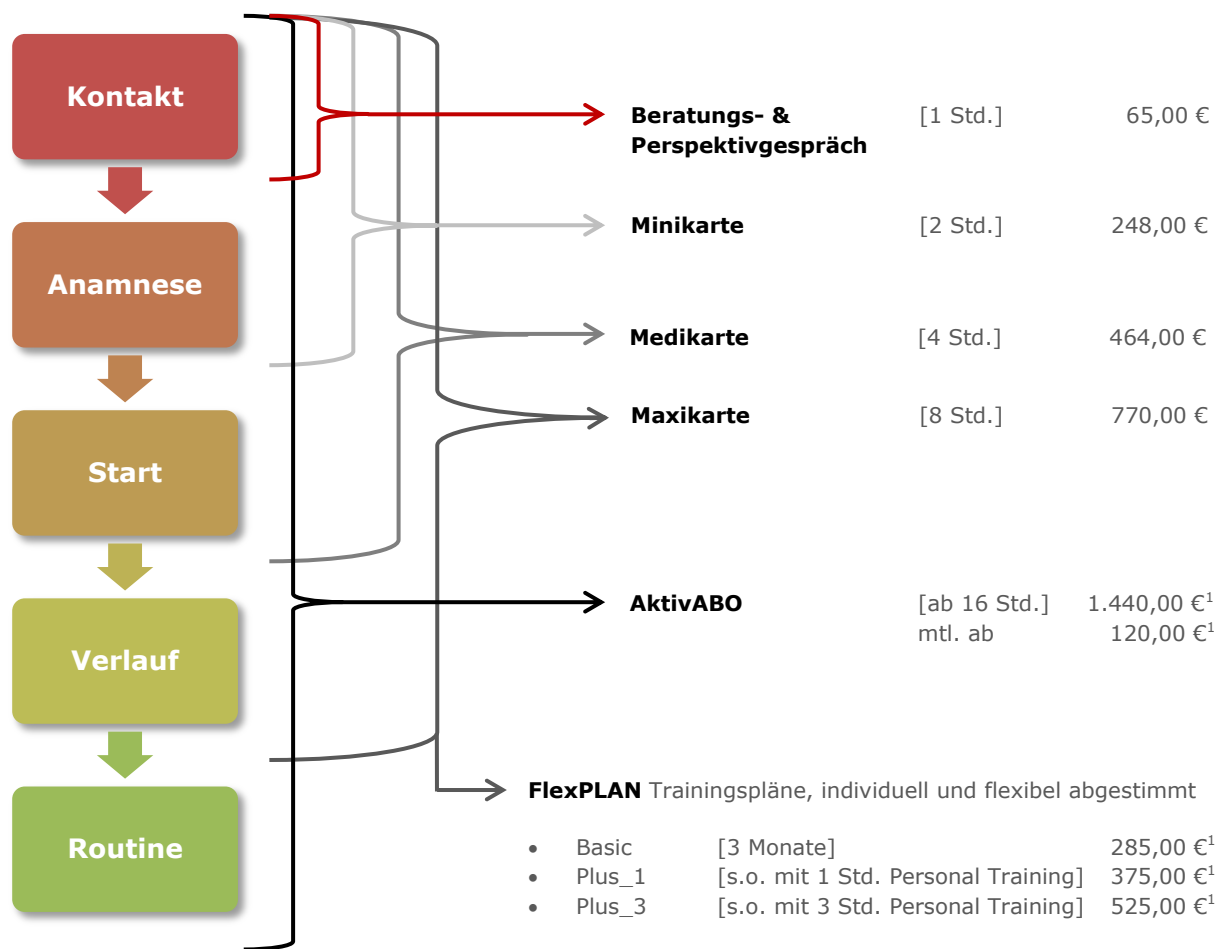 Kontakt
Anamnese
Start
Verlauf
Routine
Beratungs- & [1 Std.] 65,00 €
Perspektivgespräch
Minikarte [2 Std.] 248,00 €
Medikarte [4 Std.] 464,00 €
Maxikarte [8 Std.] 770,00 €
AktivABO [ab 16 Std.] 1.440,00 €¹
mtl. ab 120,00 €¹
FlexPLAN Trainingspläne, individuell und flexibel abgestimmt
• Basic [3 Monate] 285,00 €¹
• Plus_1 [s.o. mit 1 Std. Personal Training] 375,00 €¹
• Plus_3 [s.o. mit 3 Std. Personal Training] 525,00 €¹